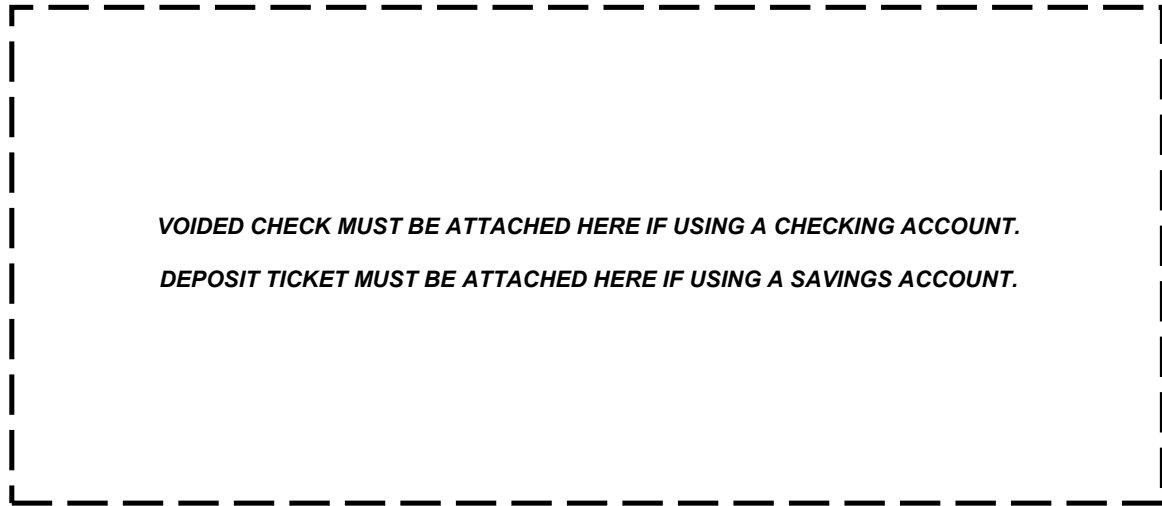 VOIDED CHECK MUST BE ATTACHED HERE IF USING A CHECKING ACCOUNT.
DEPOSIT TICKET MUST BE ATTACHED HERE IF USING A SAVINGS ACCOUNT.